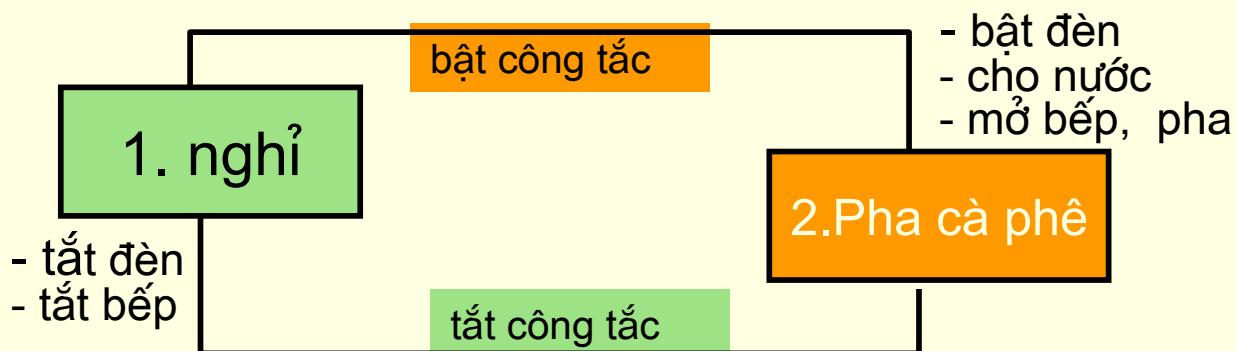 bật công tắc
- bật đèn
- cho nước
- mở bếp, pha
1. nghỉ
2.Pha cà phê
- tắt đèn
- tắt bếp
tắt công tắc